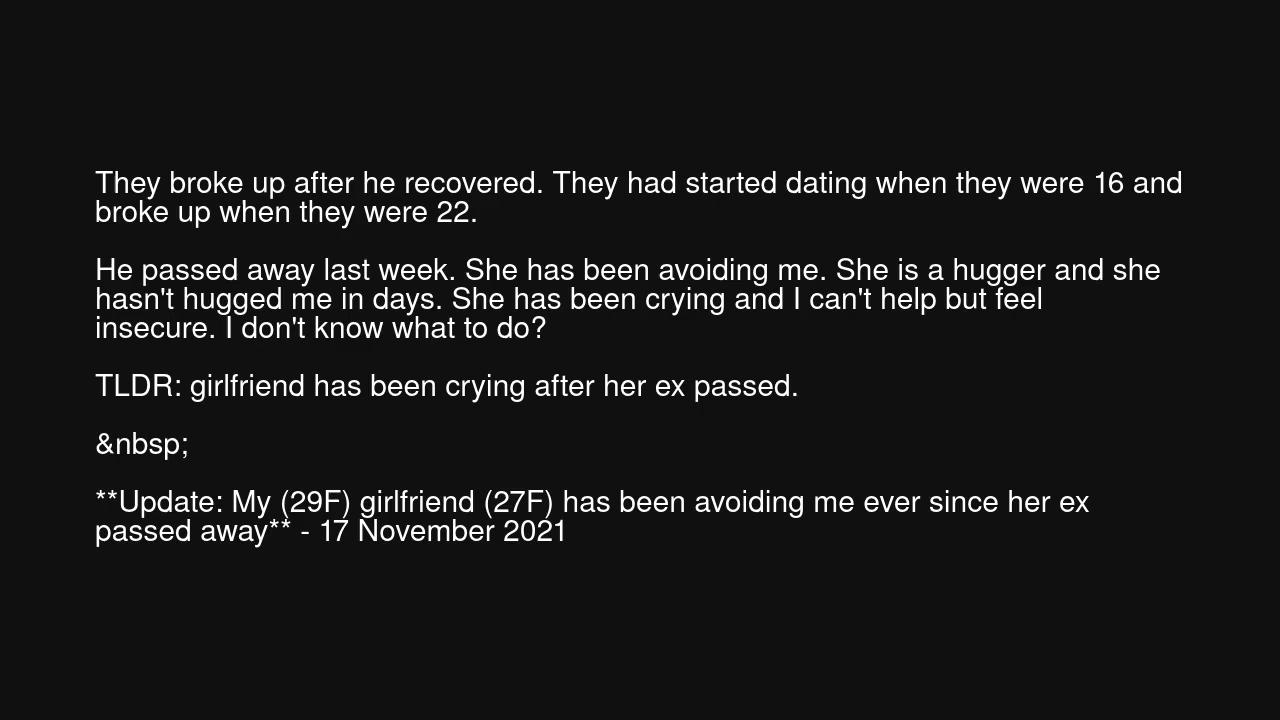 They broke up after he recovered. They had started dating when they were 16 and
broke up when they were 22.
He passed away last week. She has been avoiding me. She is a hugger and she
hasn't hugged me in days. She has been crying and I can't help but feel
insecure. I don't know what to do?
TLDR: girlfriend has been crying after her ex passed.
&nbsp;
**Update: My (29F) girlfriend (27F) has been avoiding me ever since her ex
passed away** - 17 November 2021